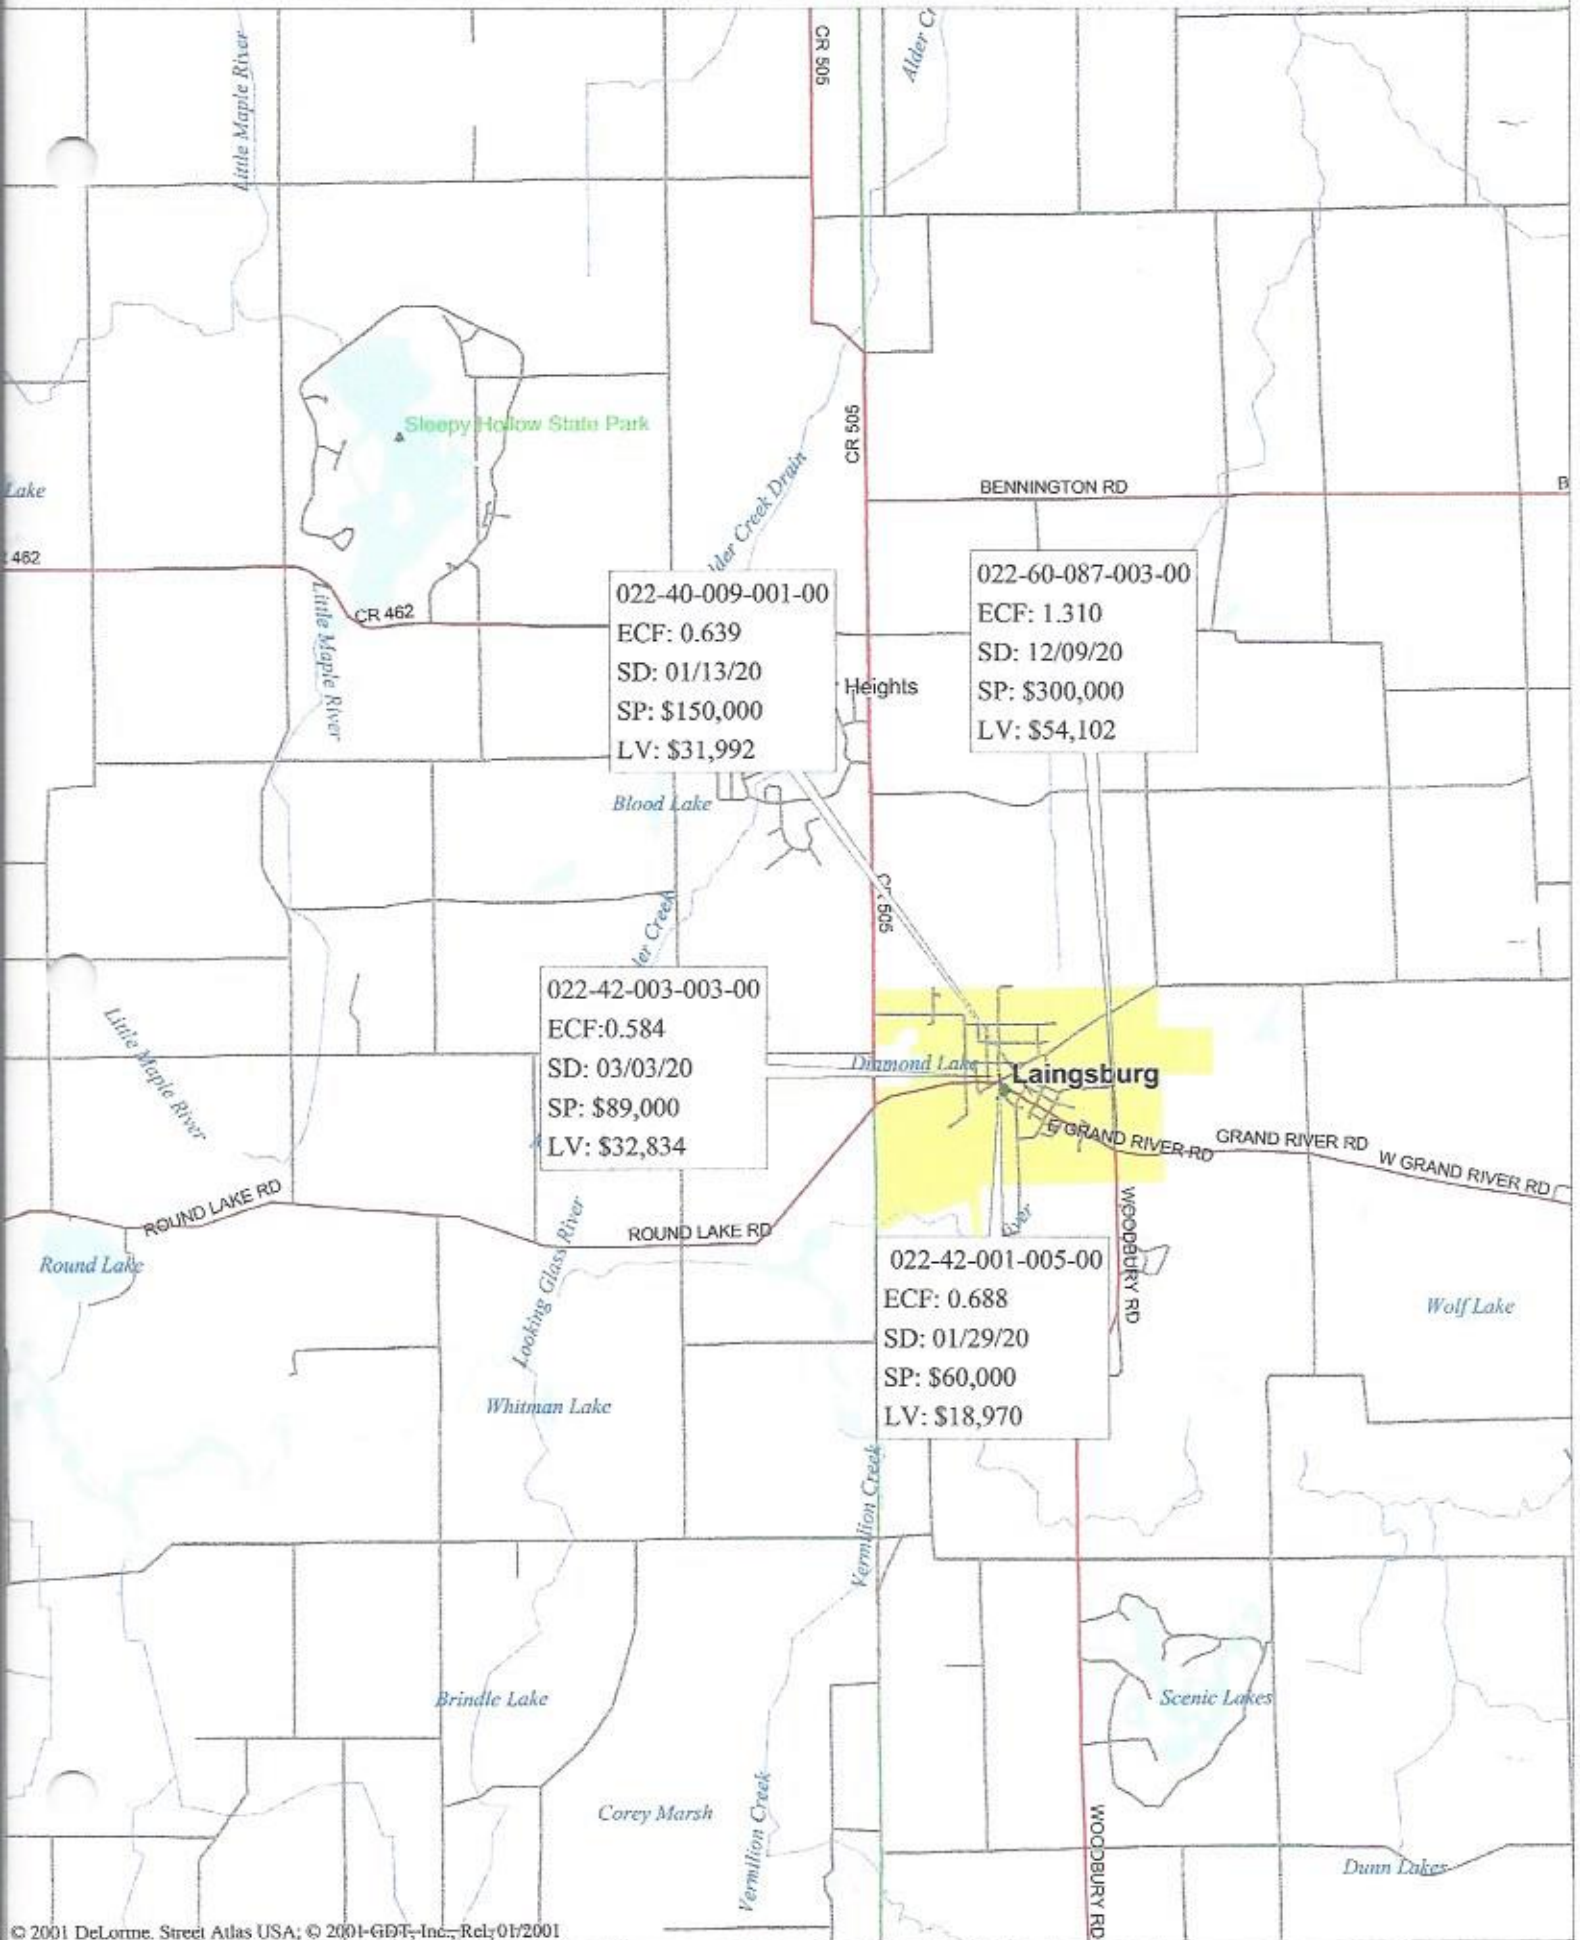 CR 505
Alder C
Little Maple River
CR 505
Sleepy Hollow State Park
Lake
BENNINGTON RD
B
462
lder Creek Drain
CR 462
Little Maple River
022-40-009-001-00
ECF: 0.639
SD: 01/13/20
SP: $150,000
LV: $31,992
022-60-087-003-00
ECF: 1.310
SD: 12/09/20
SP: $300,000
LV: $54,102
Heights
Blood Lake
CR 505
der Creek
022-42-003-003-00
ECF:0.584
SD: 03/03/20
SP: $89,000
LV: $32,834
Little Maple River
Diamond Lake
Laingsburg
E GRAND RIVER RD
GRAND RIVER RD
W GRAND RIVER RD
ROUND LAKE RD
ROUND LAKE RD
Round Lake
Looking Glass River
WOODBURY RD
022-42-001-005-00
ECF: 0.688
SD: 01/29/20
SP: $60,000
LV: $18,970
Wolf Lake
Whitman Lake
Vermilion Creek
Brindle Lake
Scenic Lakes
Corey Marsh
Vermilion Creek
WOODBURY RD
Dunn Lakes
© 2001 DeLorme. Street Atlas USA; © 2001 GDT, Inc., Rel. 01/2001